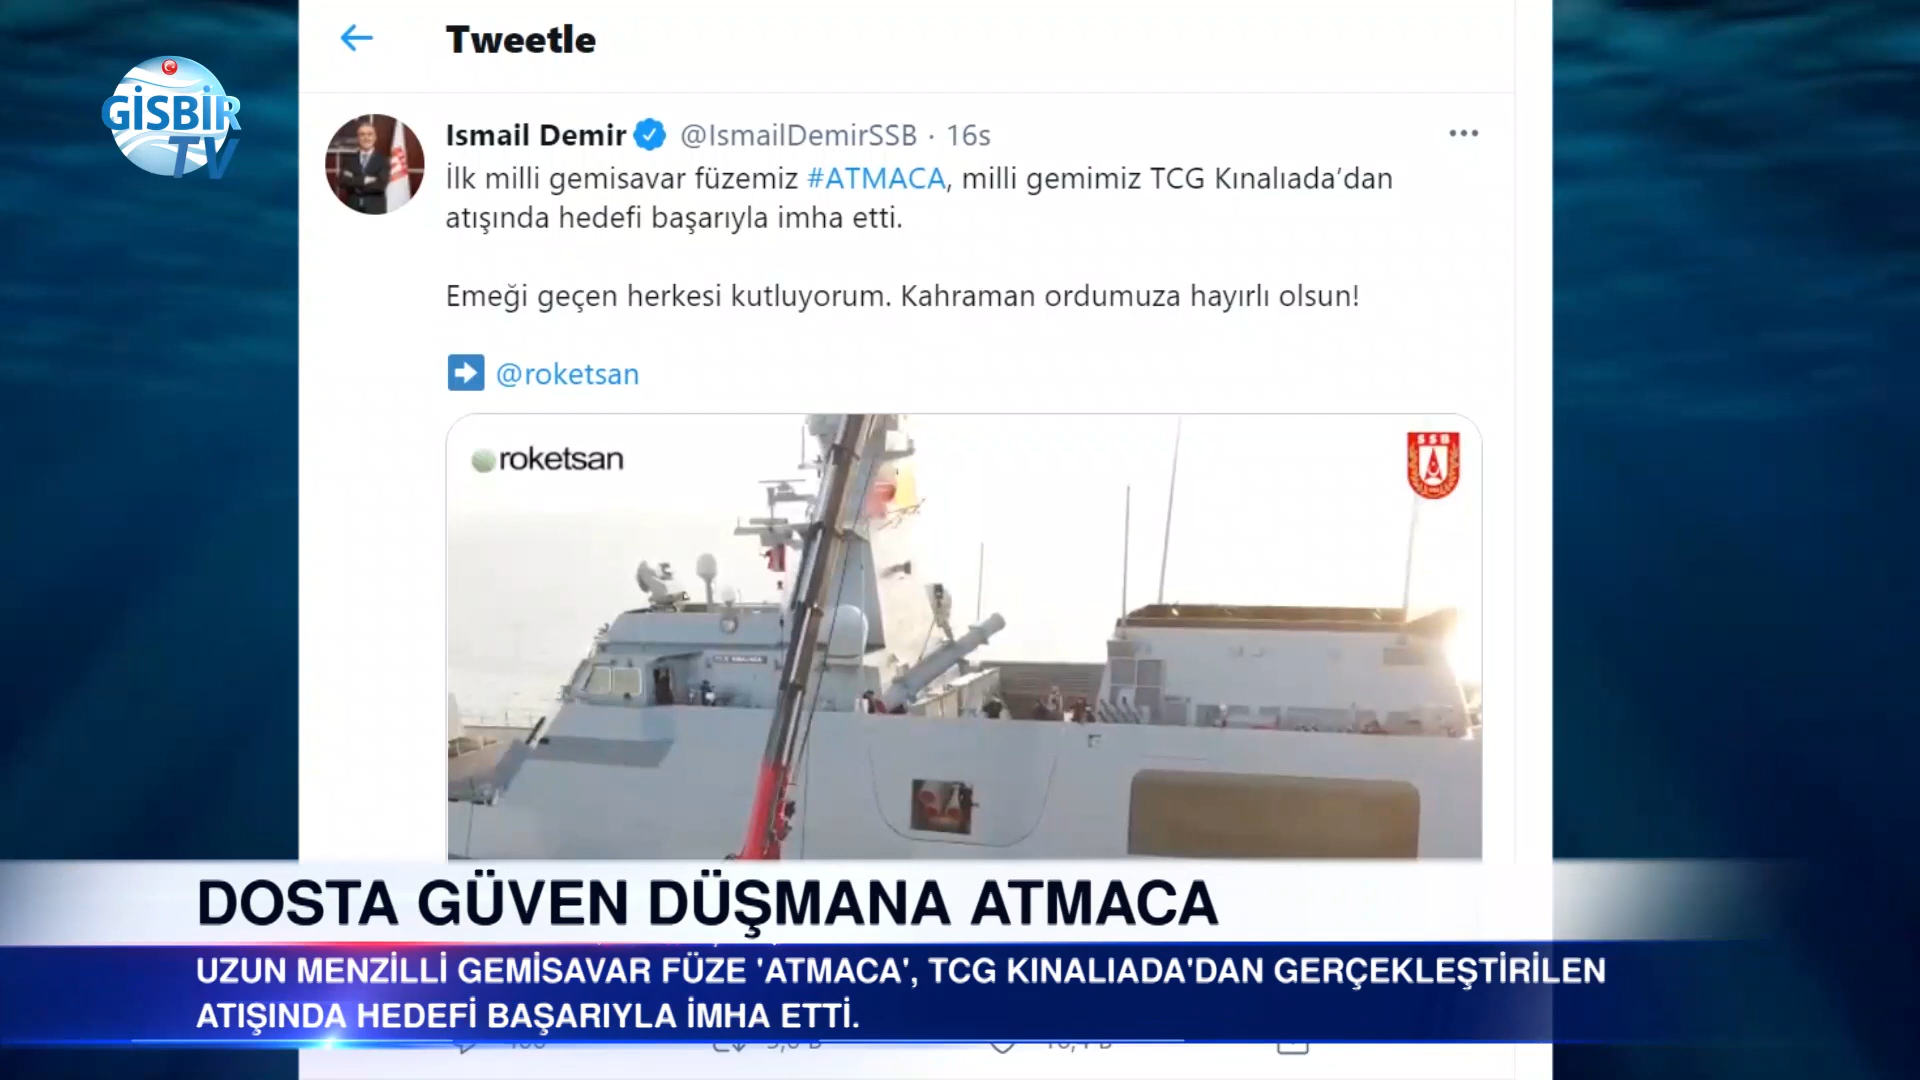 Tweetle
GİSBİR
TV
Ismail Demir @IsmailDemirSSB · 16s
İlk milli gemisavar füzemiz #ATMACA, milli gemimiz TCG Kınalıada’dan
atışında hedefi başarıyla imha etti.
Emeği geçen herkesi kutluyorum. Kahraman ordumuza hayırlı olsun!
@roketsan
roketsan
SSB
DOSTA GÜVEN DÜŞMANA ATMACA
UZUN MENZİLLİ GEMİSAVAR FÜZE 'ATMACA', TCG KINALIADA'DAN GERÇEKLEŞTİRİLEN
ATIŞINDA HEDEFİ BAŞARIYLA İMHA ETTİ.